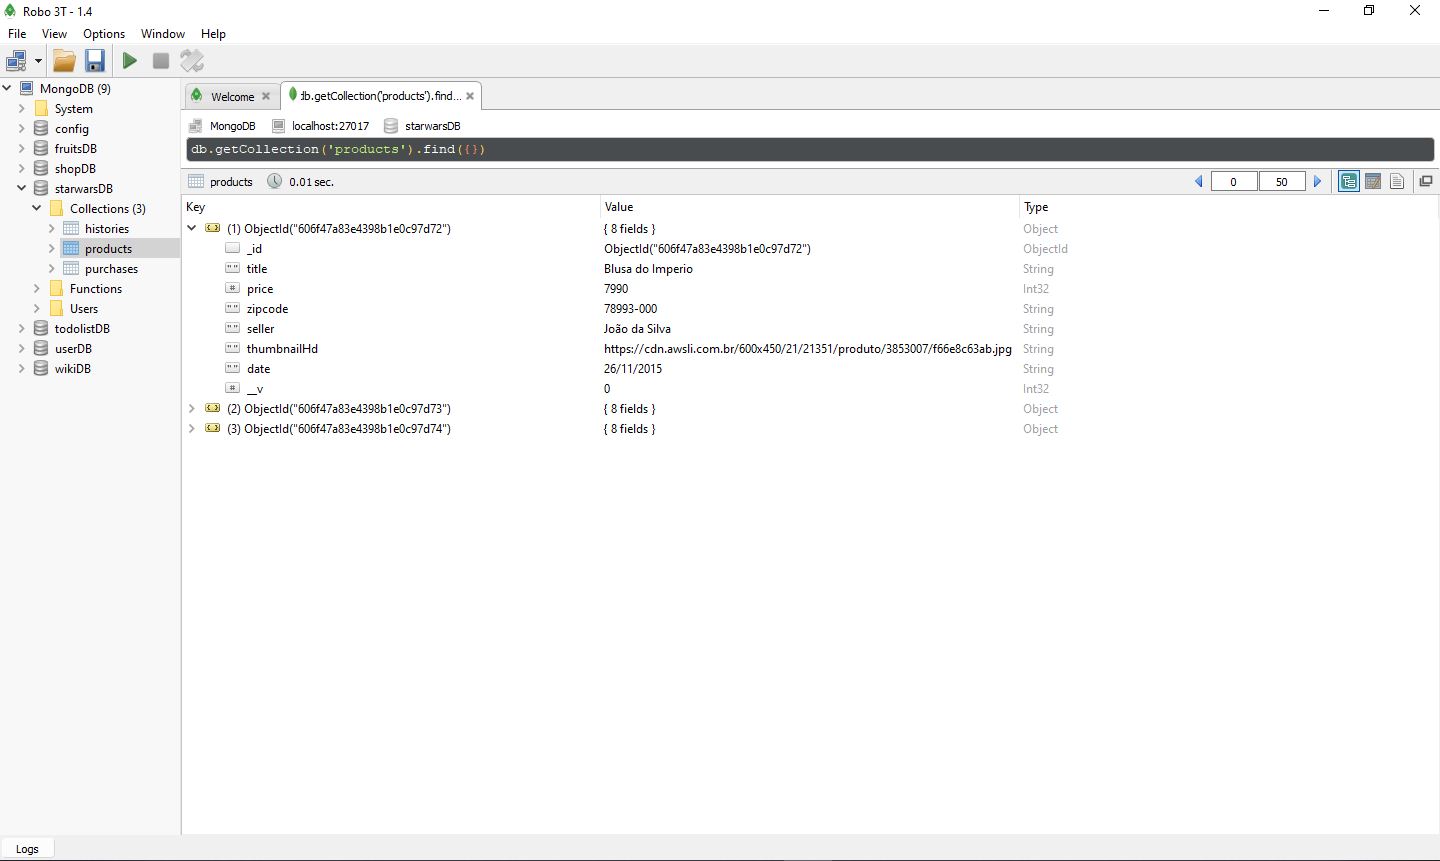 Robo 3T - 1.4
File View Options Window Help
MongoDB (9)
System
config
fruitsDB
shopDB
starwarsDB
Collections (3)
histories
products
purchases
Functions
Users
todolistDB
userDB
wikiDB
Welcome
db.getCollection('products').find...
MongoDB localhost:27017 starwarsDB
db.getCollection('products').find({})
products 0.01 sec. 0 50
Key Value Type
(1) ObjectId("606f47a83e4398b1e0c97d72") { 8 fields } Object
_id ObjectId("606f47a83e4398b1e0c97d72") ObjectId
title Blusa do Imperio String
price 7990 Int32
zipcode 78993-000 String
seller João da Silva String
thumbnailHd https://cdn.awsli.com.br/600x450/21/21351/produto/3853007/f66e8c63ab.jpg String
date 26/11/2015 String
__v 0 Int32
(2) ObjectId("606f47a83e4398b1e0c97d73") { 8 fields } Object
(3) ObjectId("606f47a83e4398b1e0c97d74") { 8 fields } Object
Logs